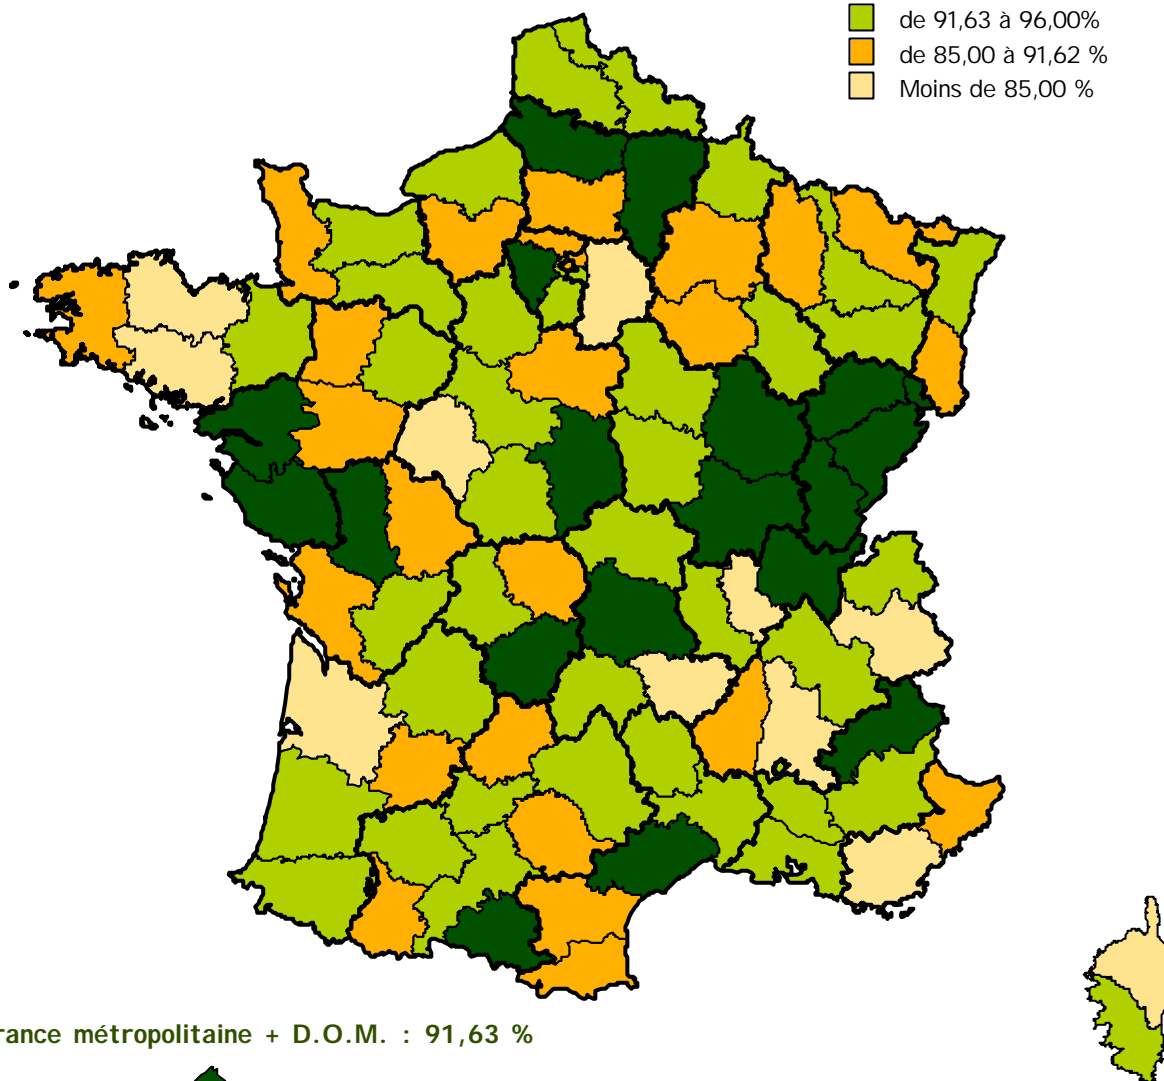 de 91,63 à 96,00%
de 85,00 à 91,62 %
Moins de 85,00 %
rance métropolitaine + D.O.M. : 91,63 %